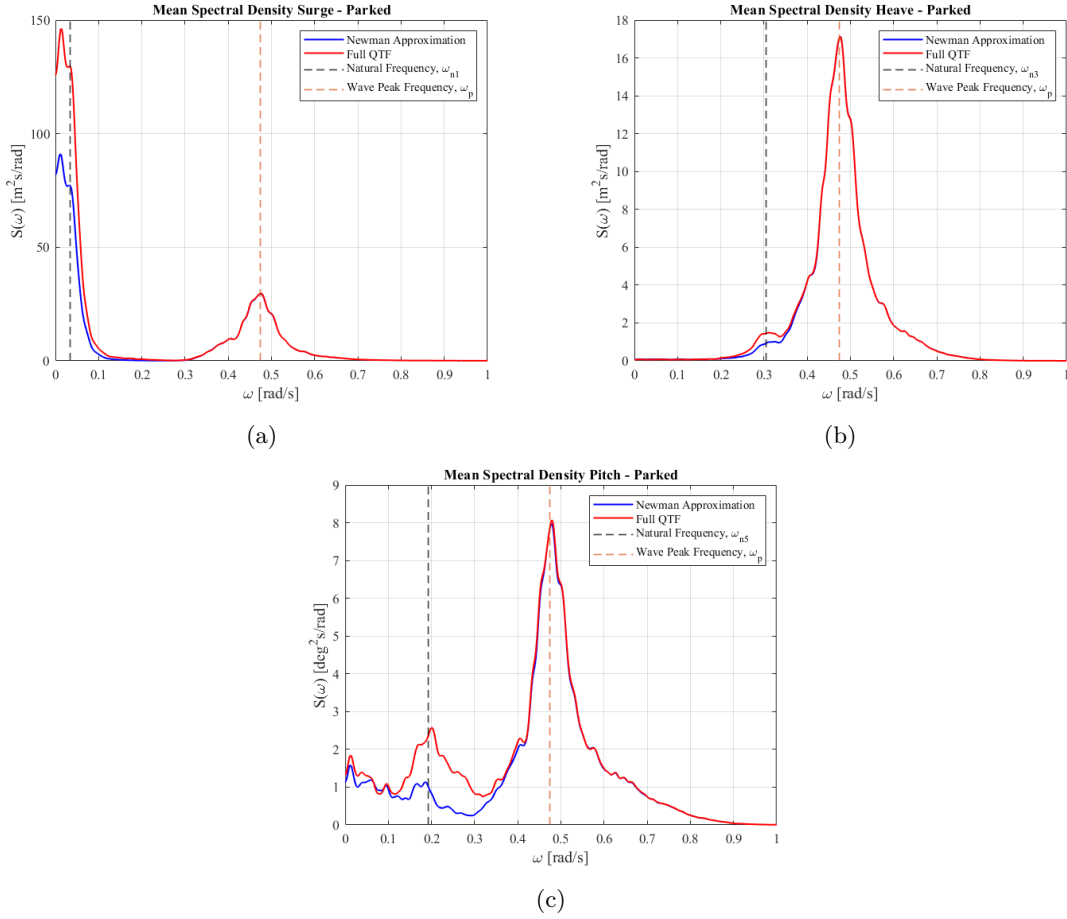 Mean Spectral Density Surge - Parked
150
100
50
0
S(ω) [m²s/rad]
0 0.1 0.2 0.3 0.4 0.5 0.6 0.7 0.8 0.9 1
ω [rad/s]
Newman Approximation
Full QTF
Natural Frequency, ω_n1
Wave Peak Frequency, ω_p
(a)
Mean Spectral Density Heave - Parked
18
16
14
12
10
8
6
4
2
0
S(ω) [m²s/rad]
0 0.1 0.2 0.3 0.4 0.5 0.6 0.7 0.8 0.9 1
ω [rad/s]
Newman Approximation
Full QTF
Natural Frequency, ω_n3
Wave Peak Frequency, ω_p
(b)
Mean Spectral Density Pitch - Parked
9
8
7
6
5
4
3
2
1
0
S(ω) [deg²s/rad]
0 0.1 0.2 0.3 0.4 0.5 0.6 0.7 0.8 0.9 1
ω [rad/s]
Newman Approximation
Full QTF
Natural Frequency, ω_n5
Wave Peak Frequency, ω_p
(c)